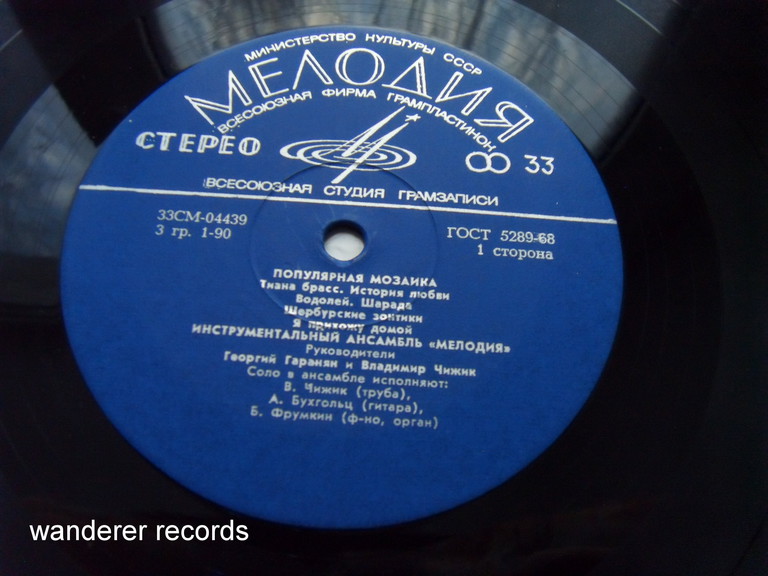 МИНИСТЕРСТВО КУЛЬТУРЫ СССР
МЕЛОДИЯ
ВСЕСОЮЗНАЯ ФИРМА ГРАМПЛАСТИНОК
СТЕРЕО
33
ВСЕСОЮЗНАЯ СТУДИЯ ГРАМЗАПИСИ
33СМ-04439
3 гр. 1-90
ГОСТ 5289-68
1 сторона
ПОПУЛЯРНАЯ МОЗАИКА
Тиана брасс. История любви
Водолей. Шарада
Шербурские зонтики
Я прихожу домой
ИНСТРУМЕНТАЛЬНЫЙ АНСАМБЛЬ «МЕЛОДИЯ»
Руководители
Георгий Гаранян и Владимир Чижик
Соло в ансамбле исполняют:
В. Чижик (труба),
А. Бухгольц (гитара),
Б. Фрумкин (ф-но, орган)
wanderer records